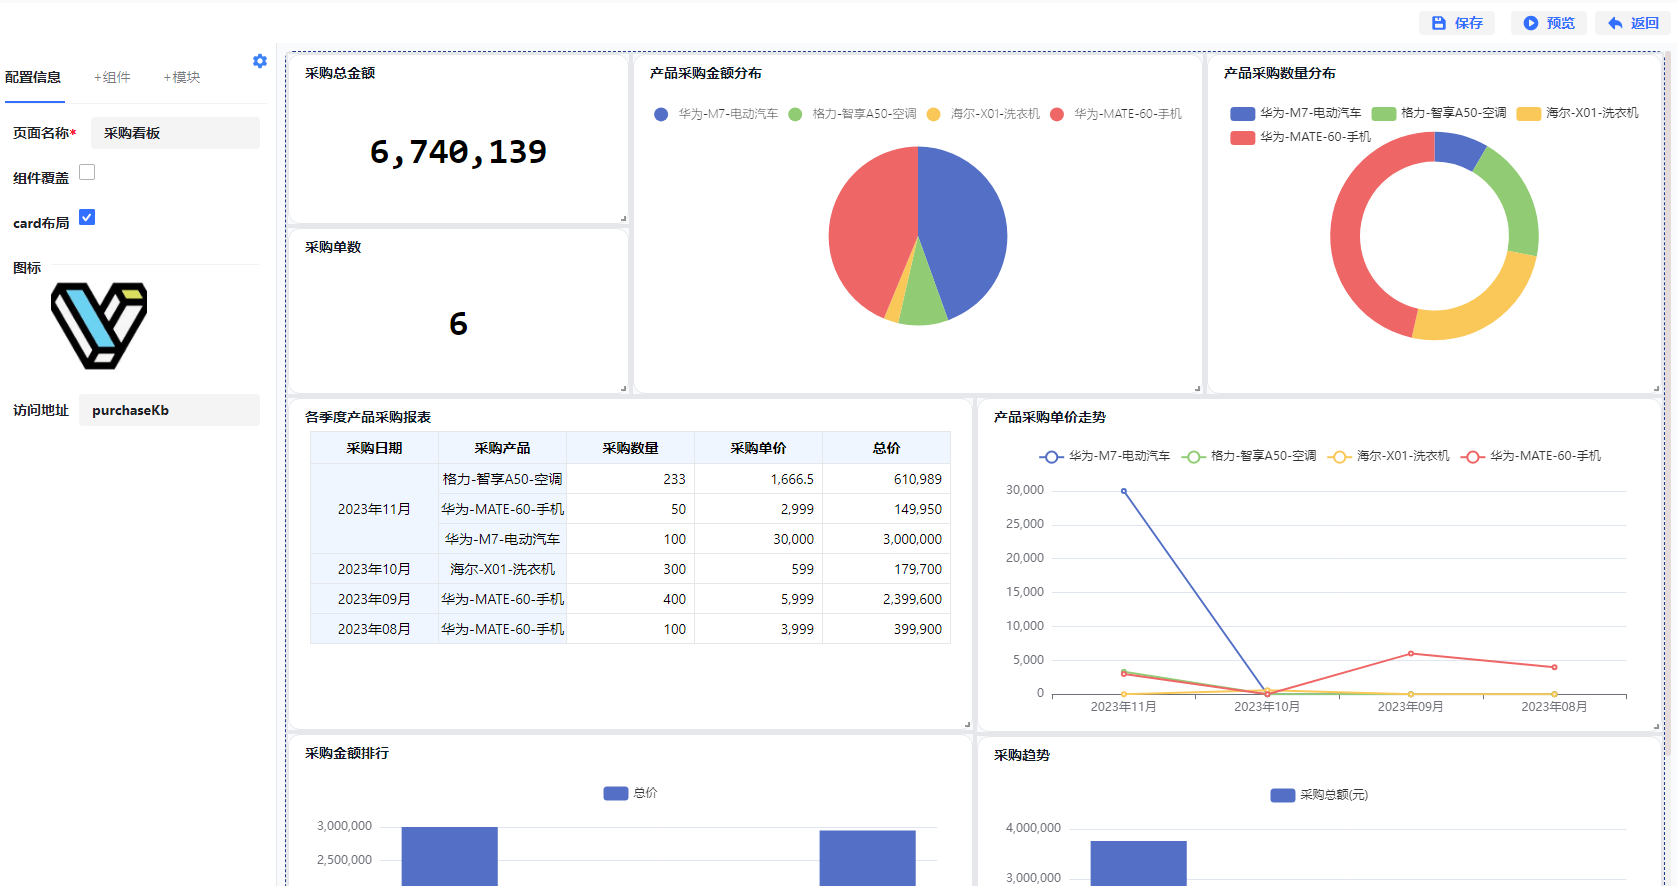 保存 预览 返回
配置信息 +组件 +模块
页面名称* 采购看板
组件覆盖
card布局
图标
访问地址 purchaseKb
采购总金额
6,740,139
采购单数
6
产品采购金额分布
华为-M7-电动汽车 格力-智享A50-空调 海尔-X01-洗衣机 华为-MATE-60-手机
产品采购数量分布
华为-M7-电动汽车 格力-智享A50-空调 海尔-X01-洗衣机
华为-MATE-60-手机
各季度产品采购报表
采购日期 采购产品 采购数量 采购单价 总价
格力-智享A50-空调 233 1,666.5 610,989
2023年11月 华为-MATE-60-手机 50 2,999 149,950
华为-M7-电动汽车 100 30,000 3,000,000
2023年10月 海尔-X01-洗衣机 300 599 179,700
2023年09月 华为-MATE-60-手机 400 5,999 2,399,600
2023年08月 华为-MATE-60-手机 100 3,999 399,900
产品采购单价走势
华为-M7-电动汽车 格力-智享A50-空调 海尔-X01-洗衣机 华为-MATE-60-手机
30,000
25,000
20,000
15,000
10,000
5,000
0
2023年11月 2023年10月 2023年09月 2023年08月
采购金额排行
总价
3,000,000
2,500,000
采购趋势
采购总额(元)
4,000,000
3,000,000